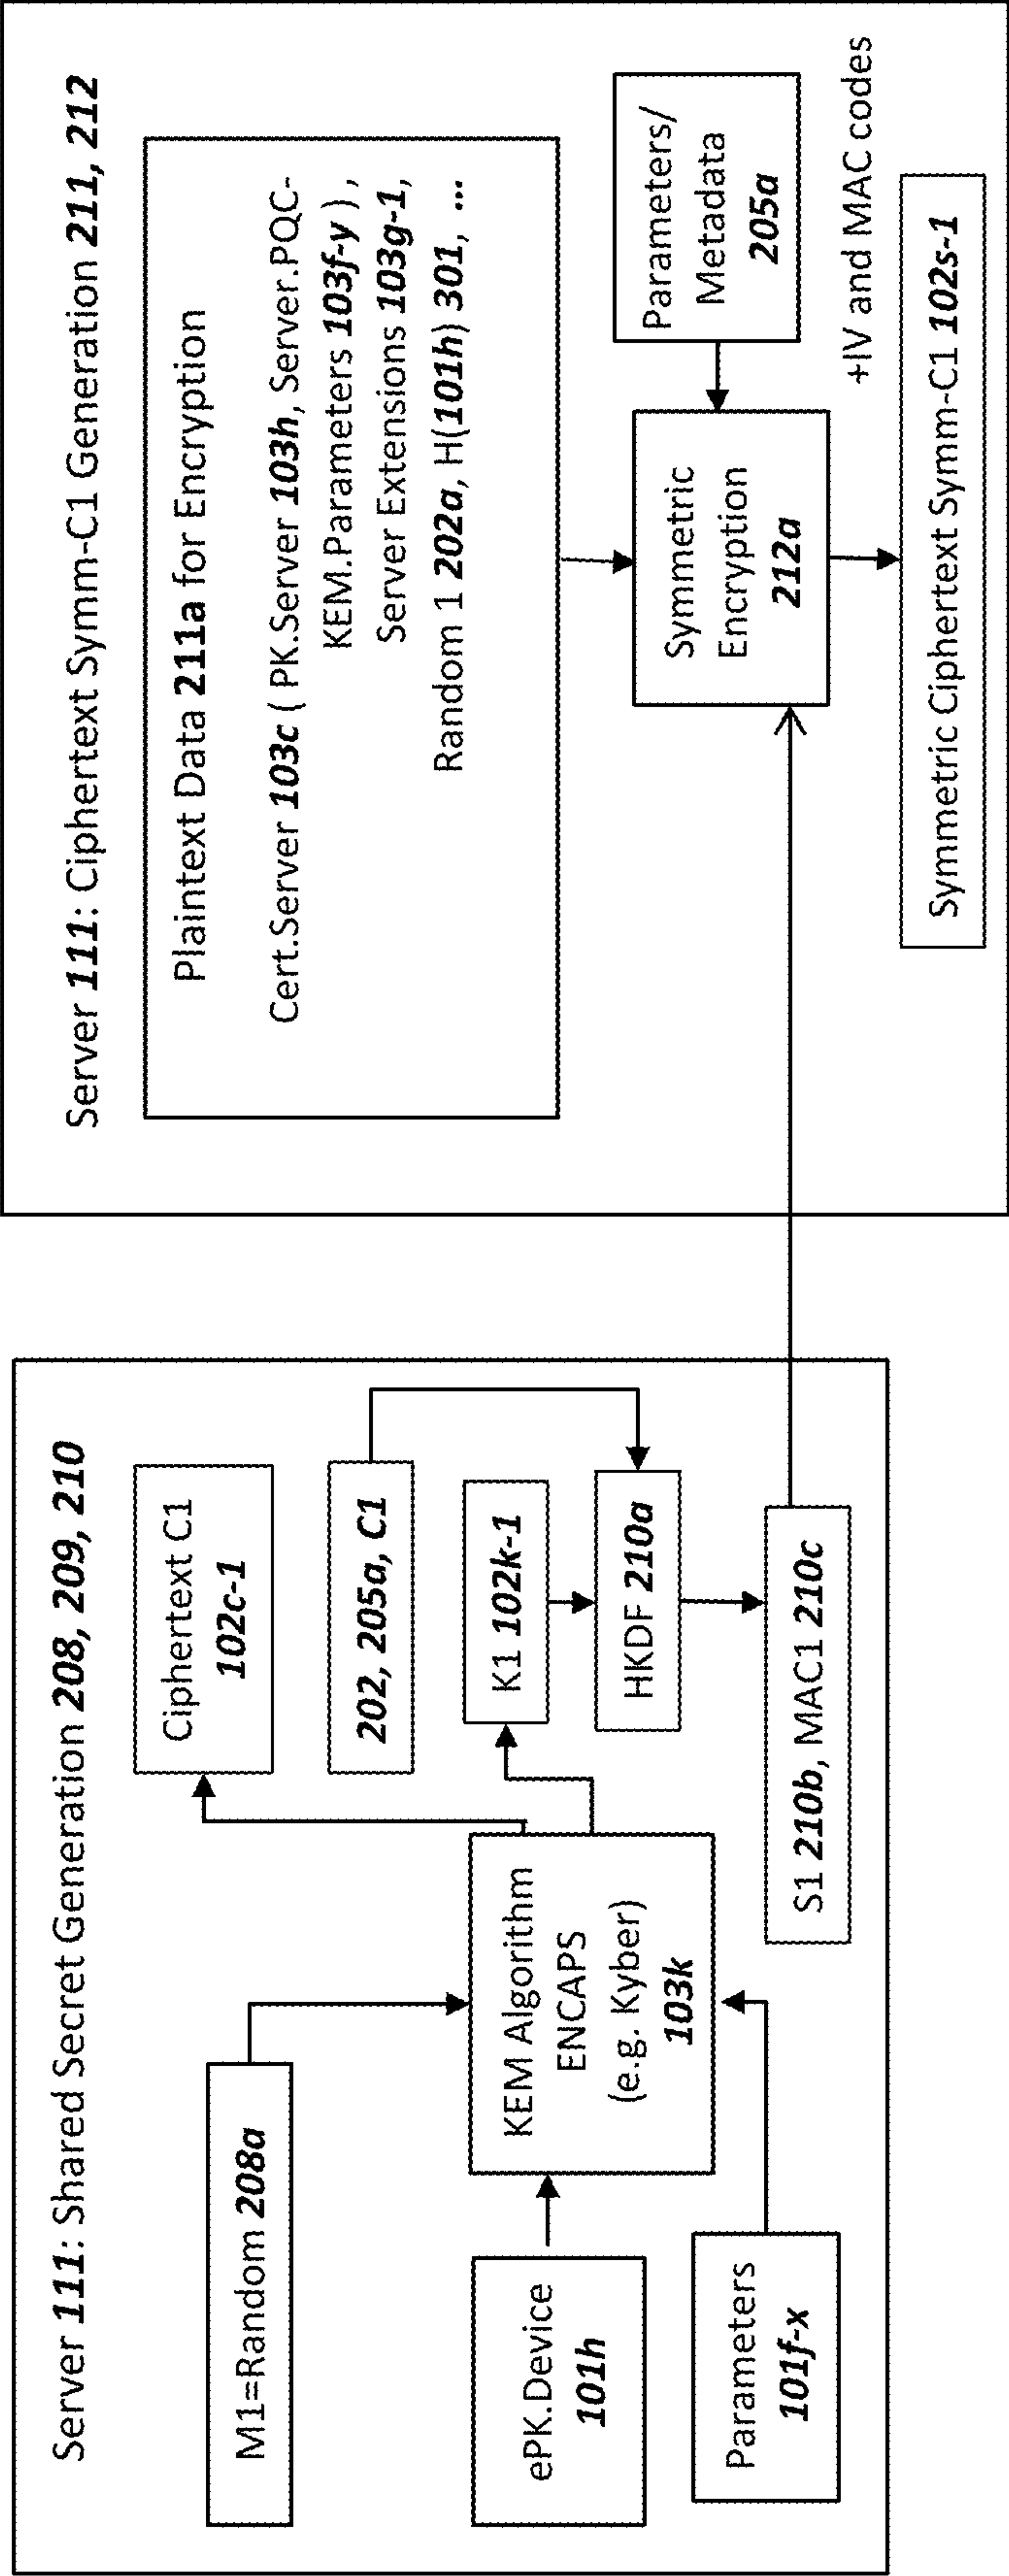 Server 111: Shared Secret Generation 208, 209, 210
M1=Random 208a
ePK.Device
101h
Parameters
101f-x
KEM Algorithm
ENCAPS
(e.g. Kyber)
103k
Ciphertext C1
102c-1
202, 205a, C1
K1 102k-1
HKDF 210a
S1 210b, MAC1 210c
Server 111: Ciphertext Symm-C1 Generation 211, 212
Plaintext Data 211a for Encryption
Cert.Server 103c ( PK.Server 103h, Server.PQC-
KEM.Parameters 103f-y ) ,
Server Extensions 103g-1,
Random 1 202a, H(101h) 301, ...
Symmetric
Encryption
212a
Parameters/
Metadata
205a
+IV and MAC codes
Symmetric Ciphertext Symm-C1 102s-1